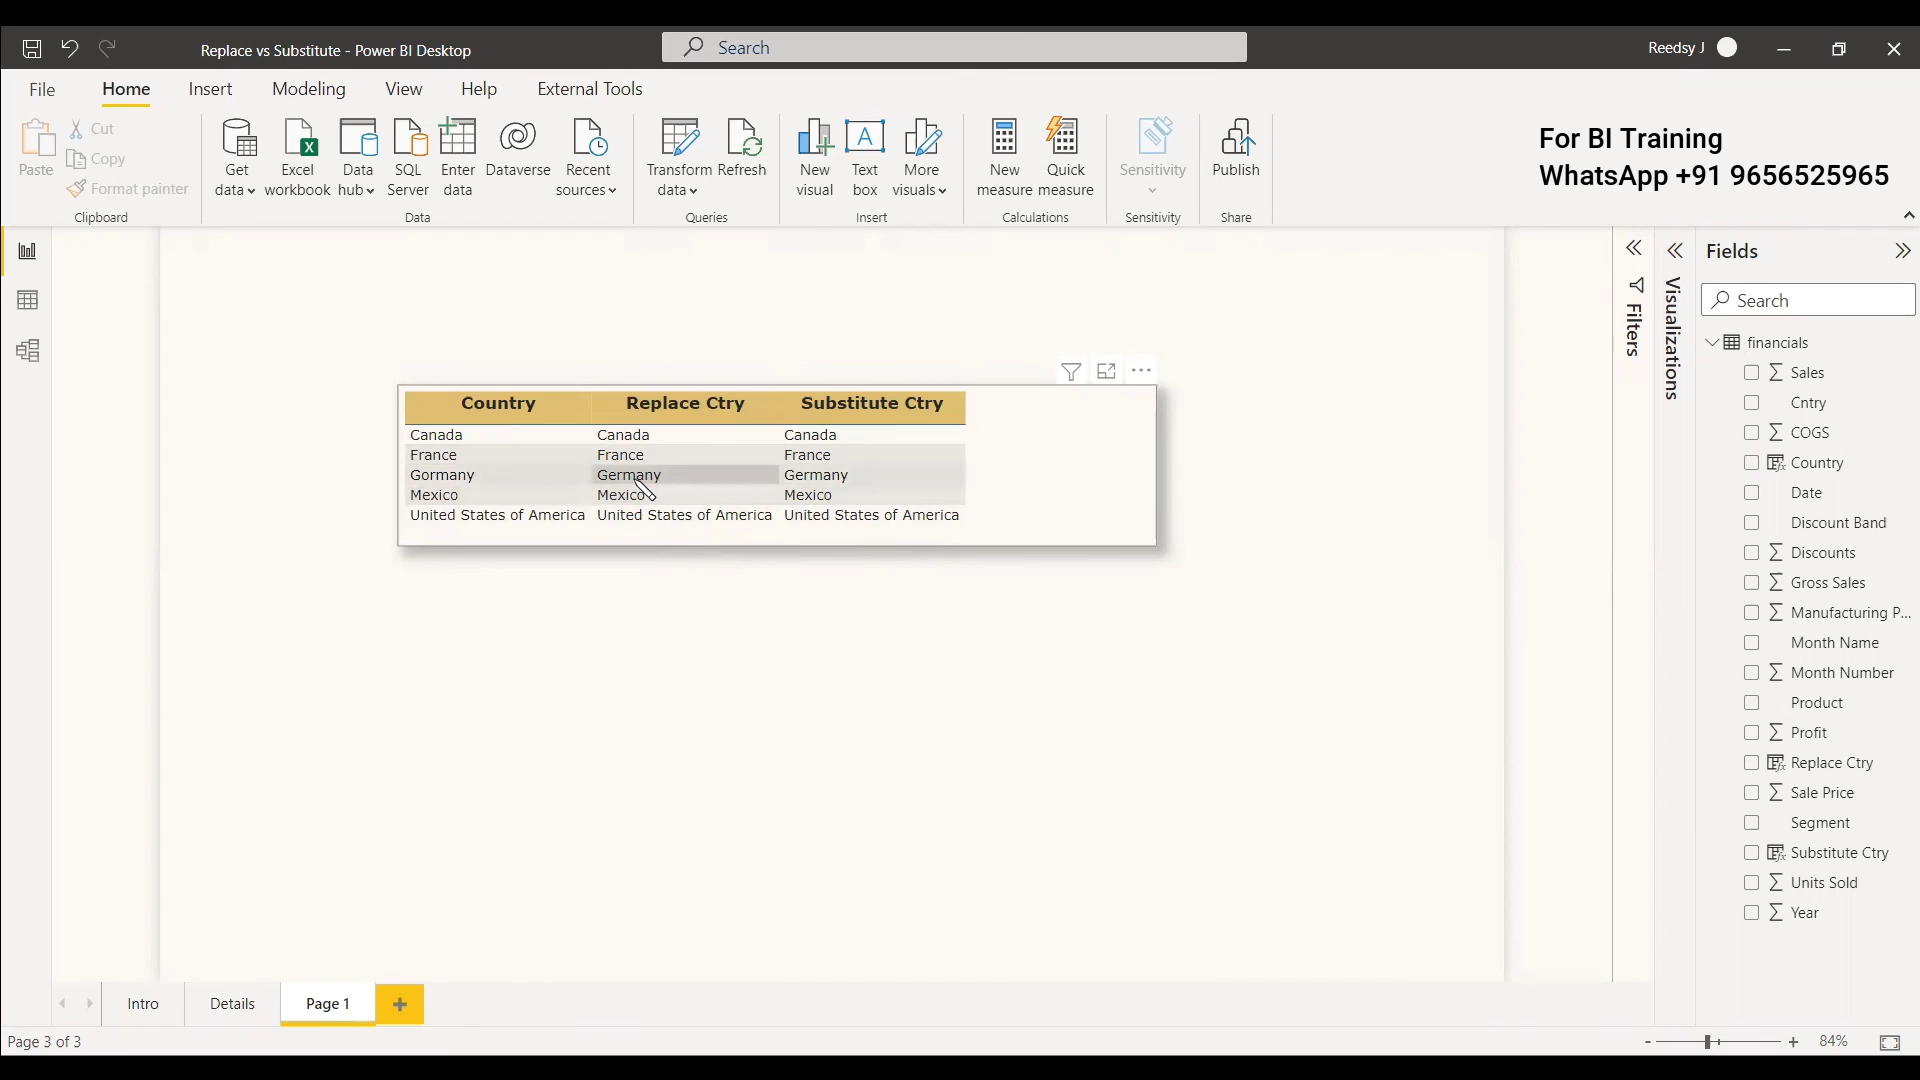 Replace vs Substitute - Power BI Desktop
Search
Reedsy J
File Home Insert Modeling View Help External Tools
Paste
Cut
Copy
Format painter
Clipboard
Get data
Excel workbook
Data hub
SQL Server
Enter data
Dataverse
Recent sources
Data
Transform data
Refresh
Queries
New visual
Text box
More visuals
Insert
New measure
Quick measure
Calculations
Sensitivity
Sensitivity
Publish
Share
For BI Training
WhatsApp +91 9656525965
Country Replace Ctry Substitute Ctry
Canada Canada Canada
France France France
Gormany Germany Germany
Mexico Mexico Mexico
United States of America United States of America United States of America
Filters
Visualizations
Fields
Search
financials
Sales
Cntry
COGS
Country
Date
Discount Band
Discounts
Gross Sales
Manufacturing P...
Month Name
Month Number
Product
Profit
Replace Ctry
Sale Price
Segment
Substitute Ctry
Units Sold
Year
Intro Details Page 1
Page 3 of 3
- + 84%